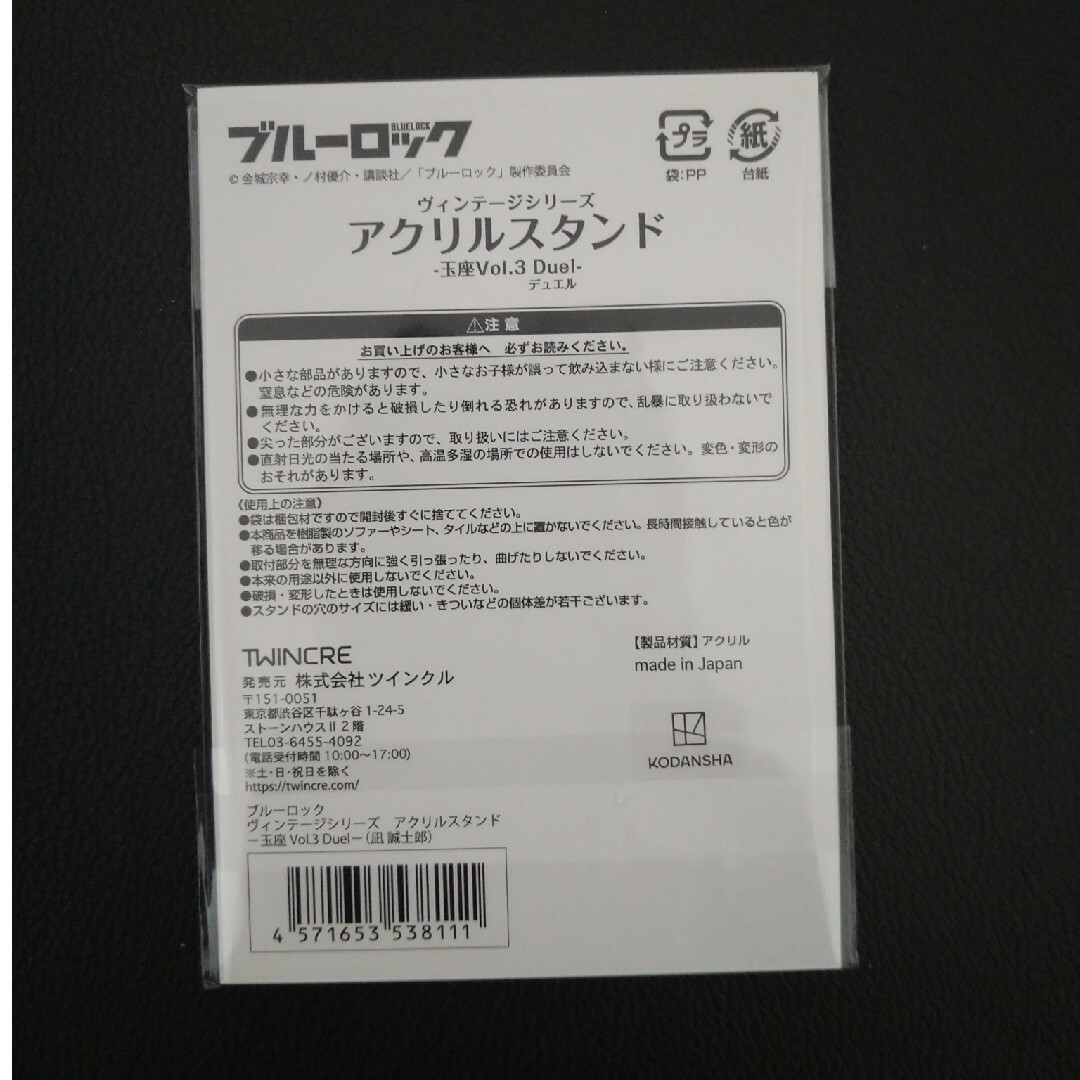 ブルーロック
BLUELOCK
©金城宗幸・ノ村優介・講談社／「ブルーロック」製作委員会
プラ
袋:PP
紙
台紙
ヴィンテージシリーズ
アクリルスタンド
-玉座Vol.3 Duel-
デュエル
⚠注意
お買い上げのお客様へ　必ずお読みください。
●小さな部品がありますので、小さなお子様が誤って飲み込まない様にご注意ください。
窒息などの危険があります。
●無理な力をかけると破損したり倒れる恐れがありますので、乱暴に取り扱わないで
ください。
●尖った部分がございますので、取り扱いにはご注意ください。
●直射日光の当たる場所や、高温多湿の場所での使用はしないでください。変色・変形の
おそれがあります。
《使用上の注意》
●袋は梱包材ですので開封後すぐに捨ててください。
●本商品を樹脂製のソファーやシート、タイルなどの上に置かないでください。長時間接触していると色が
移る場合があります。
●取付部分を無理な方向に強く引っ張ったり、曲げたりしないでください。
●本来の用途以外に使用しないでください。
●破損・変形したときは使用しないでください。
●スタンドの穴のサイズには緩い・きついなどの個体差が若干ございます。
TWINCRE
発売元 株式会社ツインクル
〒151-0051
東京都渋谷区千駄ヶ谷1-24-5
ストーンハウスⅡ 2階
TEL03-6455-4092
(電話受付時間 10:00〜17:00)
※土・日・祝日を除く
https://twincre.com/
【製品材質】アクリル
made in Japan
KODANSHA
ブルーロック
ヴィンテージシリーズ　アクリルスタンド
－玉座 Vol.3 Duel－(凪 誠士郎)
4 571653 538111